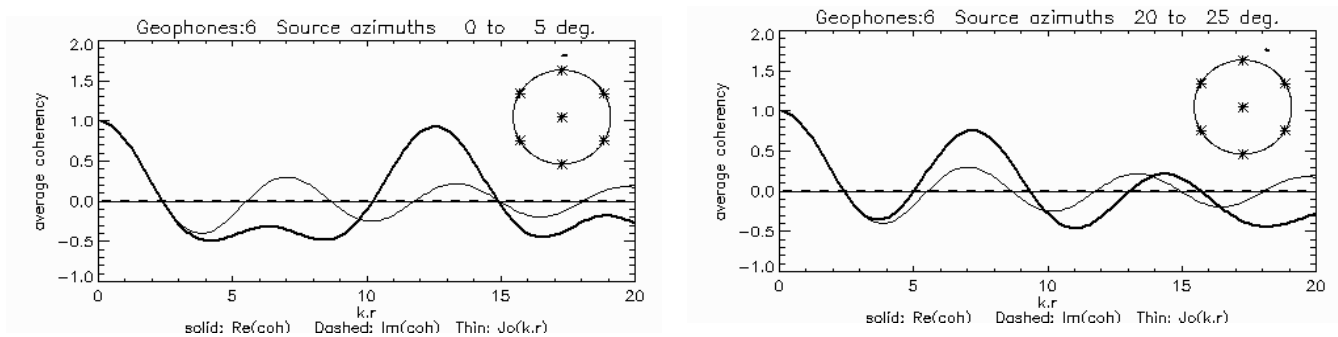 Geophones:6 Source azimuths 0 to 5 deg.
2.0
1.5
1.0
0.5
0.0
−0.5
−1.0
average coherency
0 5 10 15 20
k.r
solid: Re(coh) Dashed: Im(coh) Thin: Jo(k.r)
Geophones:6 Source azimuths 20 to 25 deg.
2.0
1.5
1.0
0.5
0.0
−0.5
−1.0
average coherency
0 5 10 15 20
k.r
solid: Re(coh) Dashed: Im(coh) Thin: Jo(k.r)